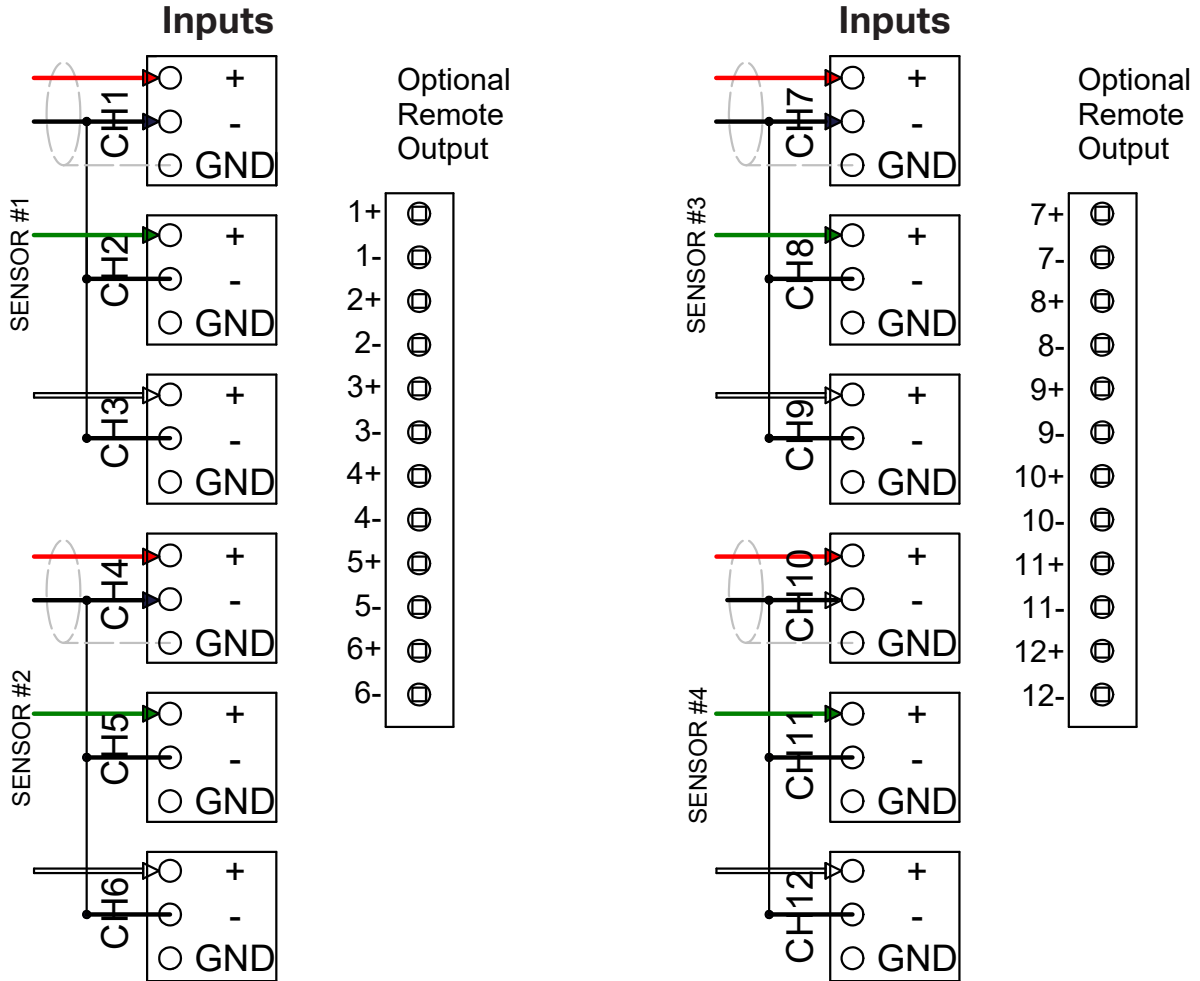 Inputs
CH1
+
-
GND
SENSOR #1
CH2
+
-
GND
CH3
+
-
GND
CH4
+
-
GND
SENSOR #2
CH5
+
-
GND
CH6
+
-
GND
Optional
Remote
Output
1+
1-
2+
2-
3+
3-
4+
4-
5+
5-
6+
6-
Inputs
CH7
+
-
GND
SENSOR #3
CH8
+
-
GND
CH9
+
-
GND
CH10
+
-
GND
SENSOR #4
CH11
+
-
GND
CH12
+
-
GND
Optional
Remote
Output
7+
7-
8+
8-
9+
9-
10+
10-
11+
11-
12+
12-